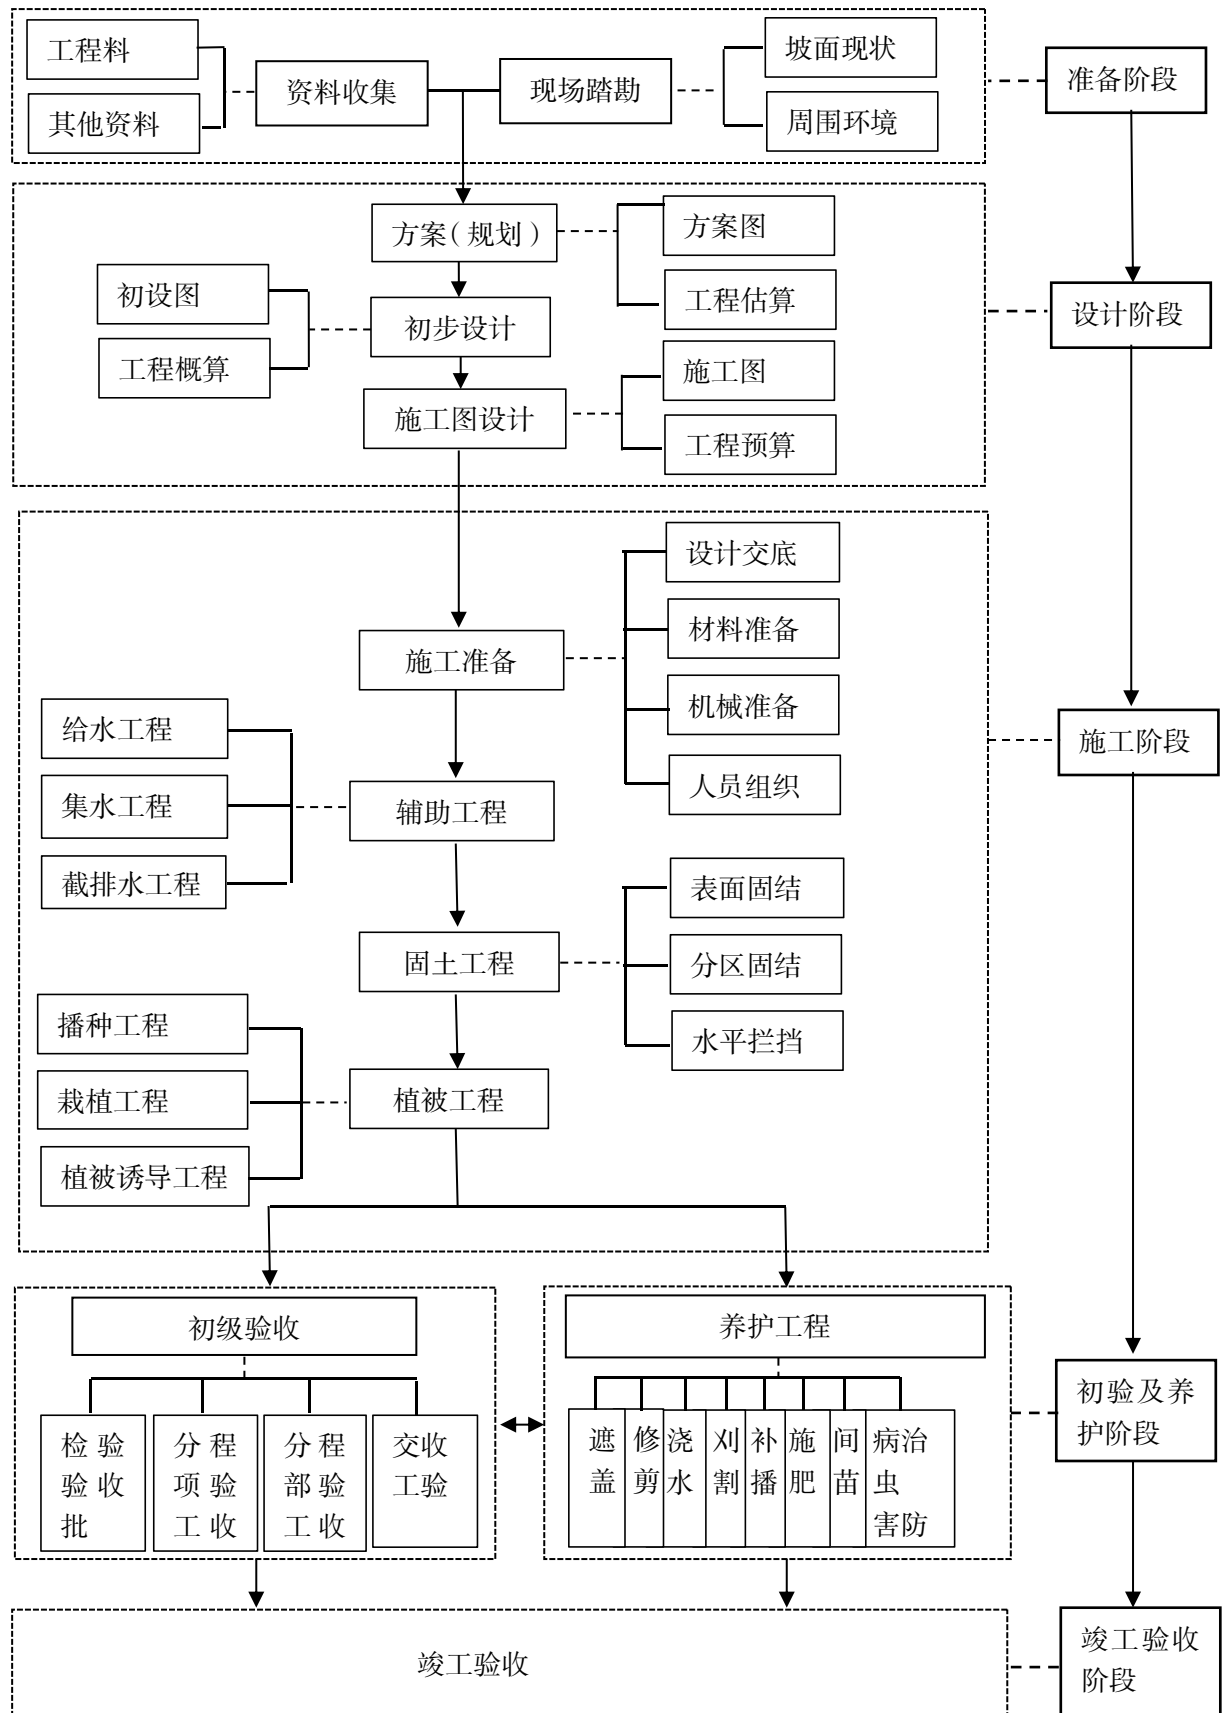 工程料
其他资料
资料收集
现场踏勘
坡面现状
周围环境
准备阶段
方案(规划)
方案图
工程估算
初设图
工程概算
初步设计
施工图设计
施工图
工程预算
设计阶段
施工准备
设计交底
材料准备
机械准备
人员组织
给水工程
集水工程
截排水工程
辅助工程
施工阶段
固土工程
表面固结
分区固结
水平拦挡
播种工程
栽植工程
植被诱导工程
植被工程
初级验收
检验
验收
批
分程
项验
工收
分程
部验
工收
交收
工验
养护工程
遮
盖
修
剪
浇
水
刈
割
补
播
施
肥
间
苗
病治
虫
害防
初验及养
护阶段
竣工验收
竣工验收
阶段